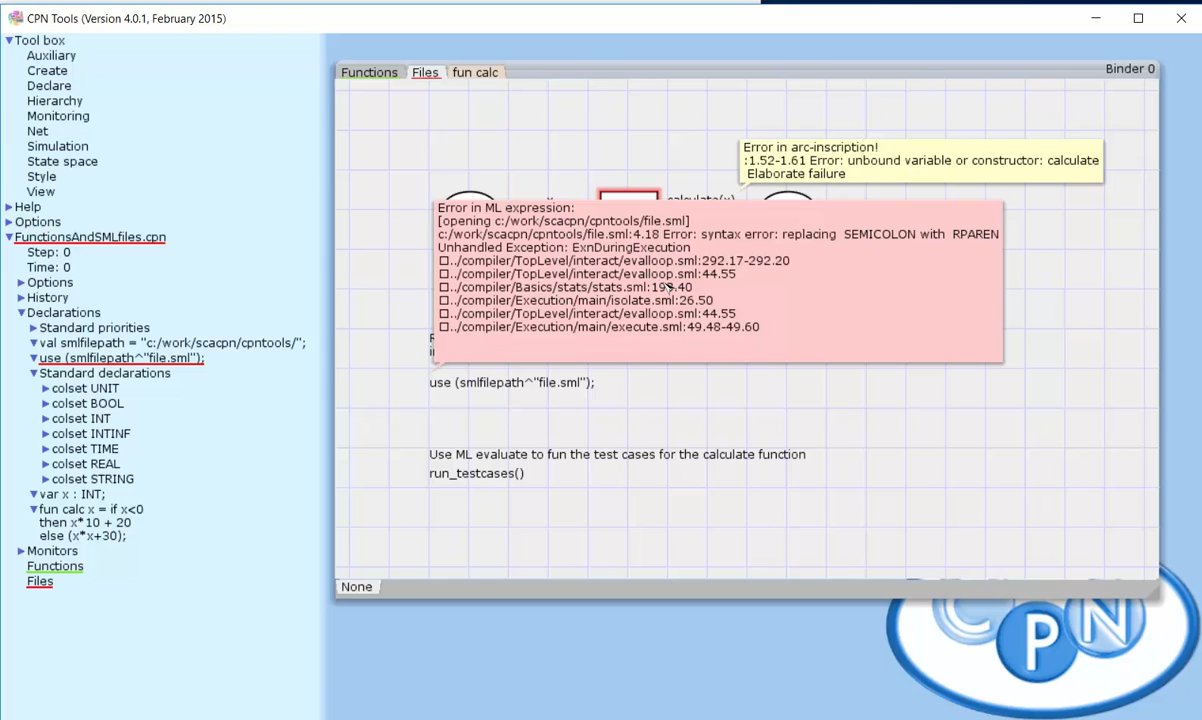 CPN Tools (Version 4.0.1, February 2015)
Tool box
Auxiliary
Create
Declare
Hierarchy
Monitoring
Net
Simulation
State space
Style
View
Help
Options
FunctionsAndSMLfiles.cpn
Step: 0
Time: 0
Options
History
Declarations
Standard priorities
val smlfilepath = "c:/work/scacpn/cpntools/";
use (smlfilepath^"file.sml");
Standard declarations
colset UNIT
colset BOOL
colset INT
colset INTINF
colset TIME
colset REAL
colset STRING
var x : INT;
fun calc x = if x<0
then x*10 + 20
else (x*x+30);
Monitors
Functions
Files
Functions Files fun calc
Binder 0
Error in arc-inscription!
:1.52-1.61 Error: unbound variable or constructor: calculate
Elaborate failure
calculate(x)
Error in ML expression:
[opening c:/work/scacpn/cpntools/file.sml]
c:/work/scacpn/cpntools/file.sml:4.18 Error: syntax error: replacing SEMICOLON with RPAREN
Unhandled Exception: ExnDuringExecution
../compiler/TopLevel/interact/evalloop.sml:292.17-292.20
../compiler/TopLevel/interact/evalloop.sml:44.55
../compiler/Basics/stats/stats.sml:
../compiler/Execution/main/isolate.sml:26.50
../compiler/TopLevel/interact/evalloop.sml:44.55
../compiler/Execution/main/execute.sml:49.48-49.60
use (smlfilepath^"file.sml");
Use ML evaluate to fun the test cases for the calculate function
run_testcases()
None
CPN